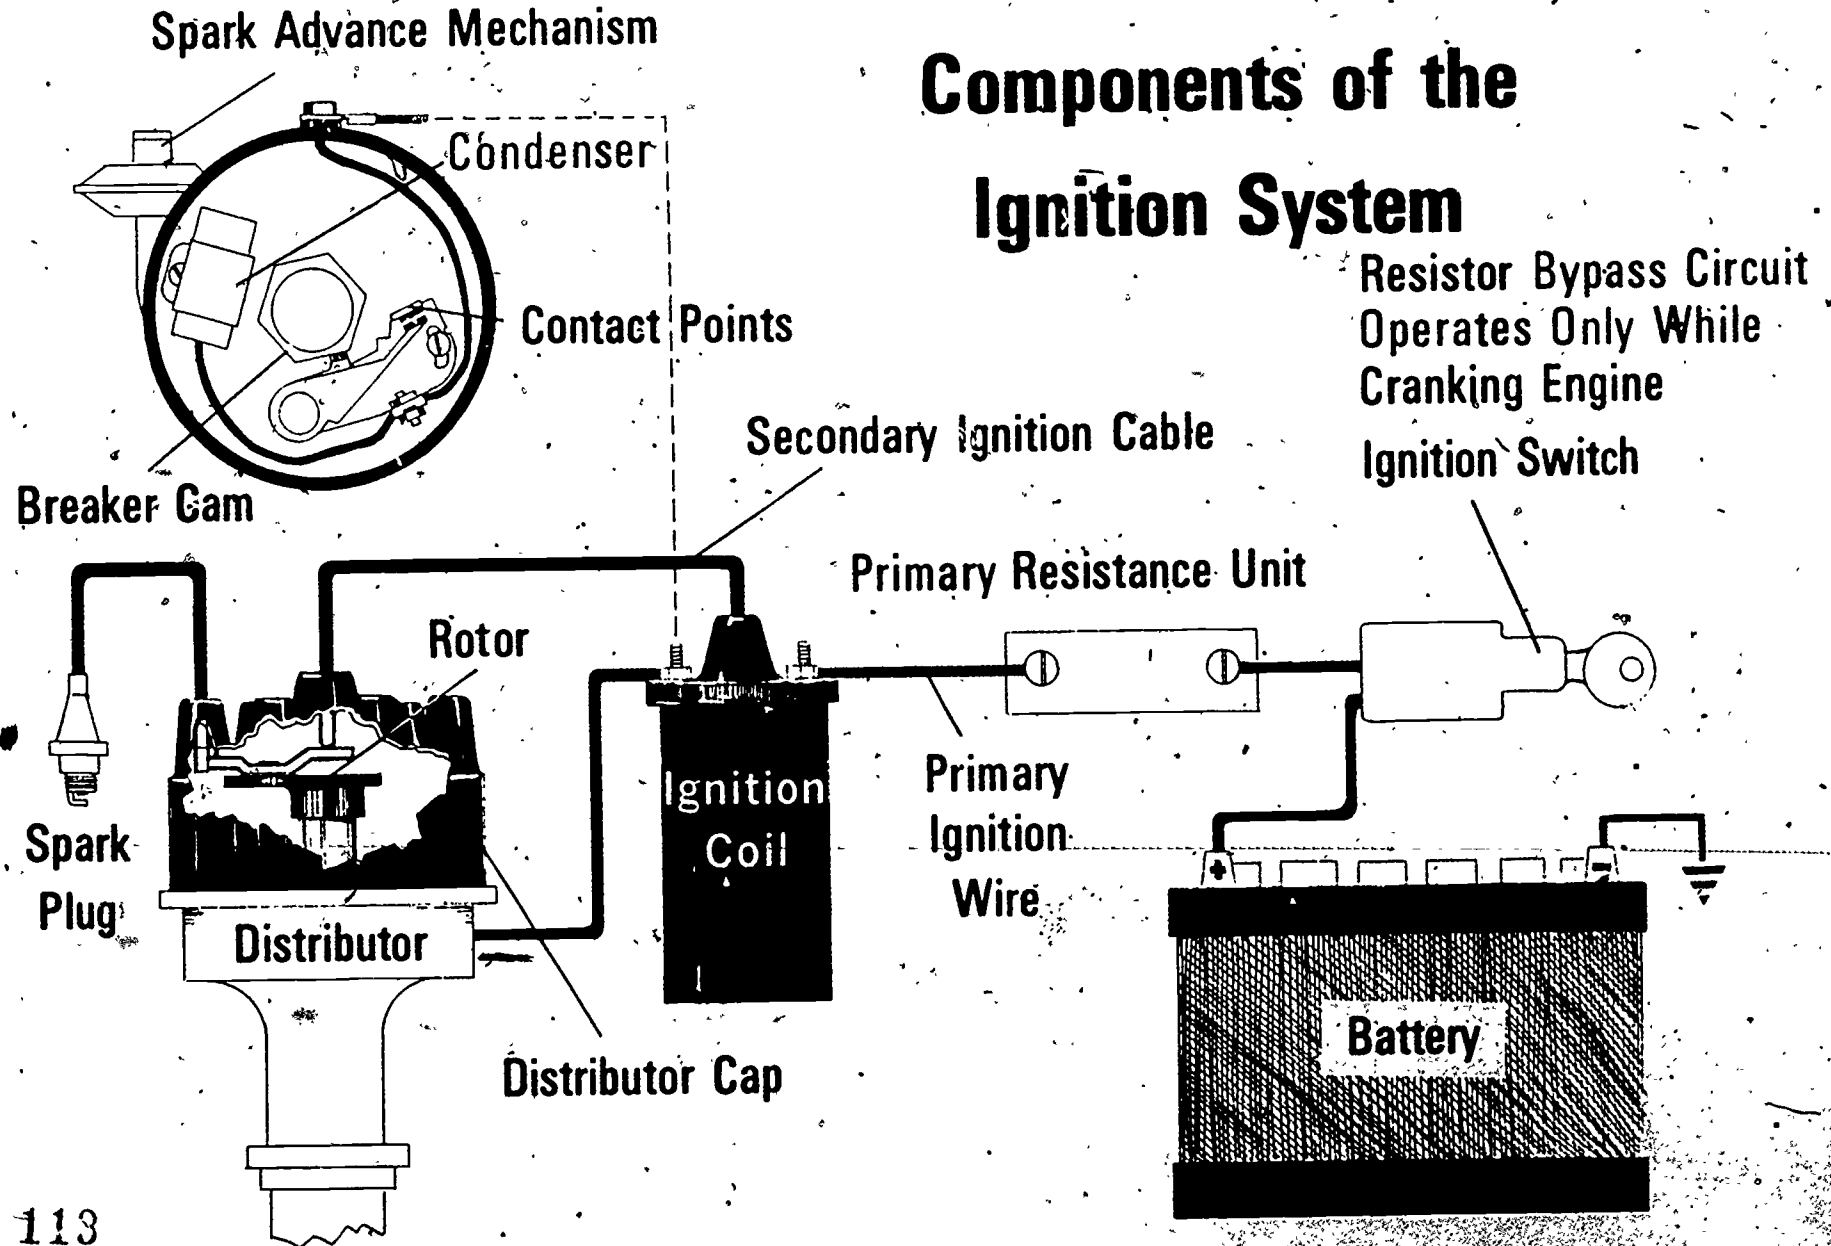 Spark Advance Mechanism
Components of the
Ignition System
Condenser
Contact Points
Breaker Cam
Resistor Bypass Circuit
Operates Only While
Cranking Engine
Ignition Switch
Secondary Ignition Cable
Primary Resistance Unit
Rotor
Spark
Plug
Ignition
Coil
Primary
Ignition
Wire
Distributor
Distributor Cap
+
-
Battery
113